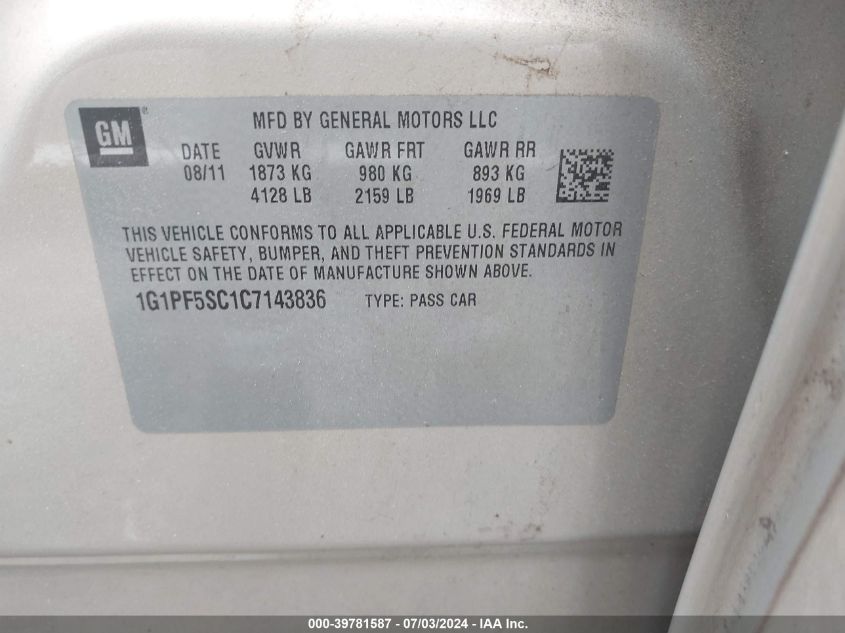 GM ®
MFD BY GENERAL MOTORS LLC
DATE GVWR GAWR FRT GAWR RR
08/11 1873 KG 980 KG 893 KG
4128 LB 2159 LB 1969 LB
THIS VEHICLE CONFORMS TO ALL APPLICABLE U.S. FEDERAL MOTOR
VEHICLE SAFETY, BUMPER, AND THEFT PREVENTION STANDARDS IN
EFFECT ON THE DATE OF MANUFACTURE SHOWN ABOVE.
1G1PF5SC1C7143836 TYPE: PASS CAR
000-39781587 - 07/03/2024 - IAA Inc.